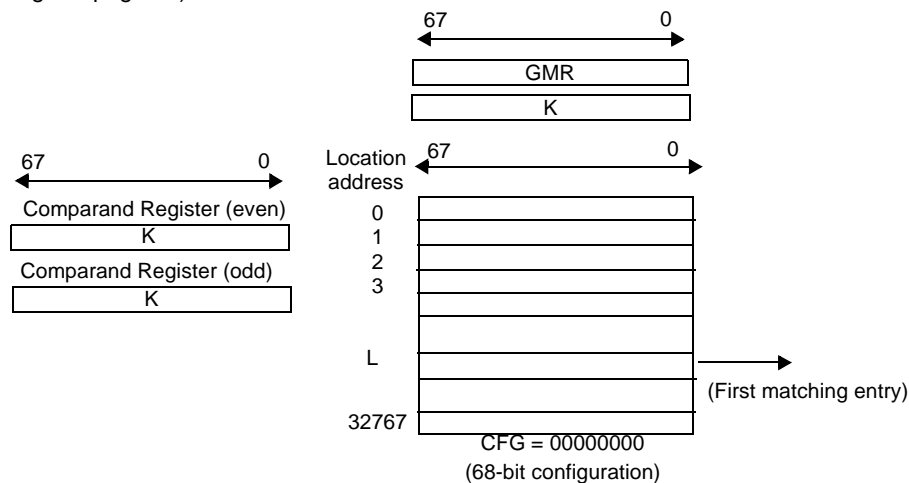 67 0
GMR
K
67 0
Comparand Register (even)
K
Comparand Register (odd)
K
Location
address
67 0
0
1
2
3
L
32767
(First matching entry)
CFG = 00000000
(68-bit configuration)